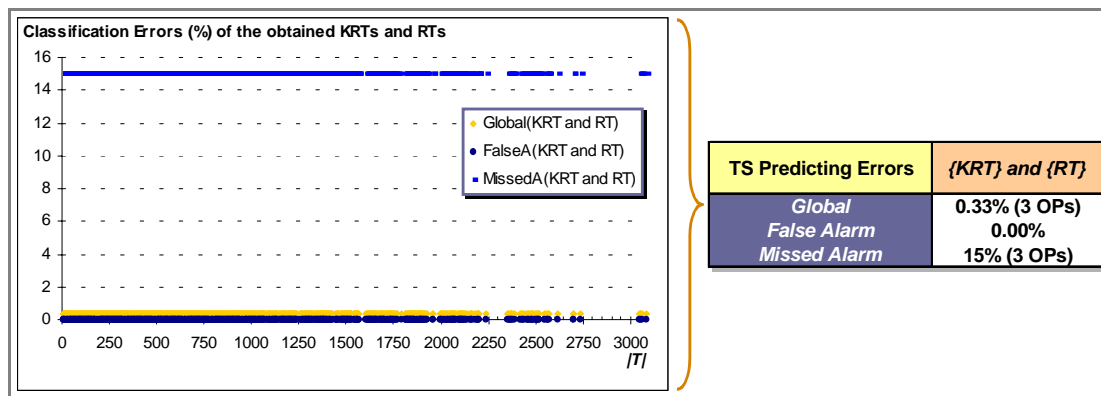 Classification Errors (%) of the obtained KRTs and RTs
16
14
12
10
8
6
4
2
0
0 250 500 750 1000 1250 1500 1750 2000 2250 2500 2750 3000
|T|
Global(KRT and RT)
FalseA(KRT and RT)
MissedA(KRT and RT)
TS Predicting Errors {KRT} and {RT}
Global 0.33% (3 OPs)
False Alarm 0.00%
Missed Alarm 15% (3 OPs)